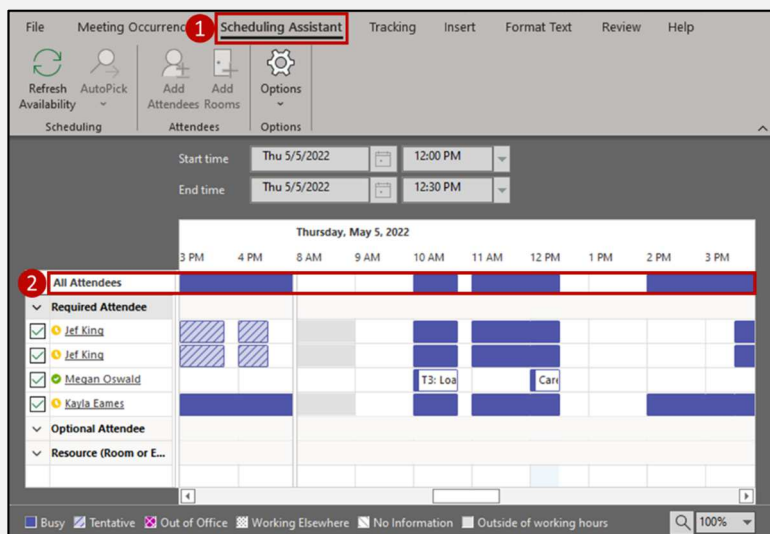 File Meeting Occurrenc 1 Scheduling Assistant Tracking Insert Format Text Review Help
Refresh Availability AutoPick Add Attendees Add Rooms Options
Scheduling Attendees Options
Start time Thu 5/5/2022 12:00 PM
End time Thu 5/5/2022 12:30 PM
Thursday, May 5, 2022
3 PM 4 PM 8 AM 9 AM 10 AM 11 AM 12 PM 1 PM 2 PM 3 PM
2 All Attendees
Required Attendee
Jef King
Jef King
Megan Oswald T3: Loa Care
Kayla Eames
Optional Attendee
Resource (Room or E...
Busy Tentative Out of Office Working Elsewhere No Information Outside of working hours 100%